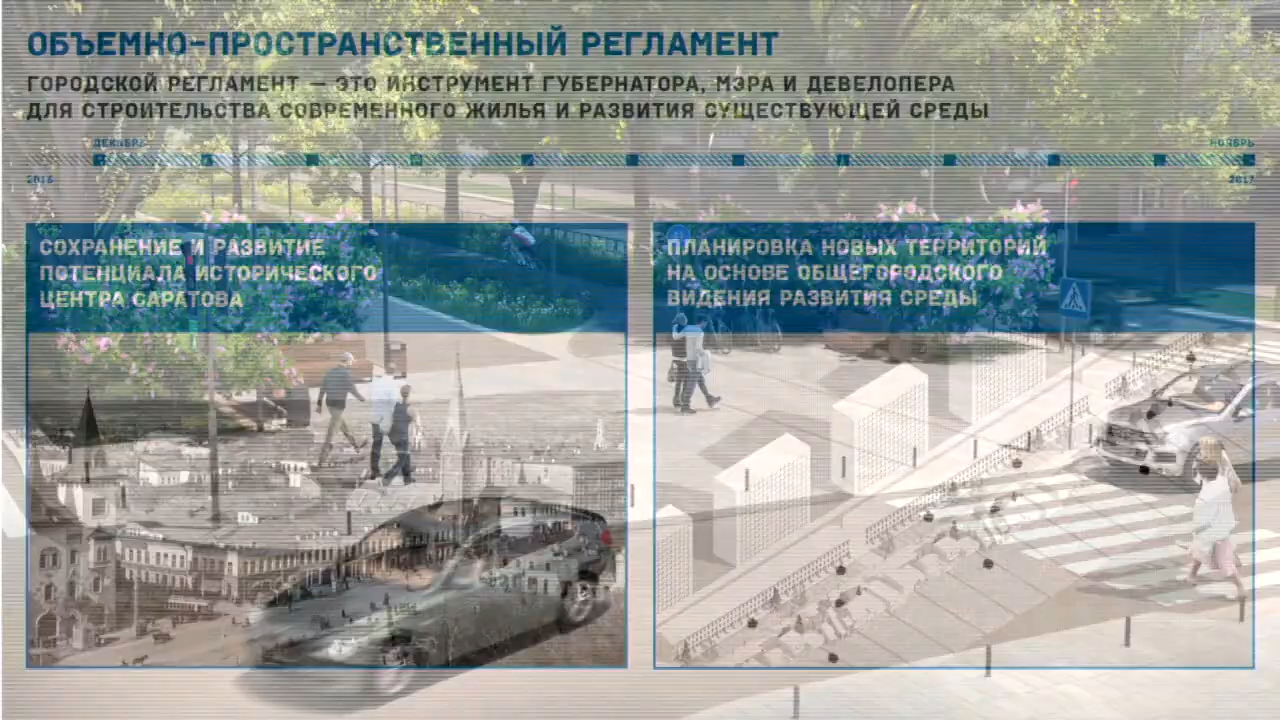 ОБЪЕМНО-ПРОСТРАНСТВЕННЫЙ РЕГЛАМЕНТ
ГОРОДСКОЙ РЕГЛАМЕНТ — ЭТО ИНСТРУМЕНТ ГУБЕРНАТОРА, МЭРА И ДЕВЕЛОПЕРА
ДЛЯ СТРОИТЕЛЬСТВА СОВРЕМЕННОГО ЖИЛЬЯ И РАЗВИТИЯ СУЩЕСТВУЮЩЕЙ СРЕДЫ
ДЕКАБРЬ
НОЯБРЬ
2016
2017
СОХРАНЕНИЕ И РАЗВИТИЕ
ПОТЕНЦИАЛА ИСТОРИЧЕСКОГО
ЦЕНТРА САРАТОВА
ПЛАНИРОВКА НОВЫХ ТЕРРИТОРИЙ
НА ОСНОВЕ ОБЩЕГОРОДСКОГО
ВИДЕНИЯ РАЗВИТИЯ СРЕДЫ